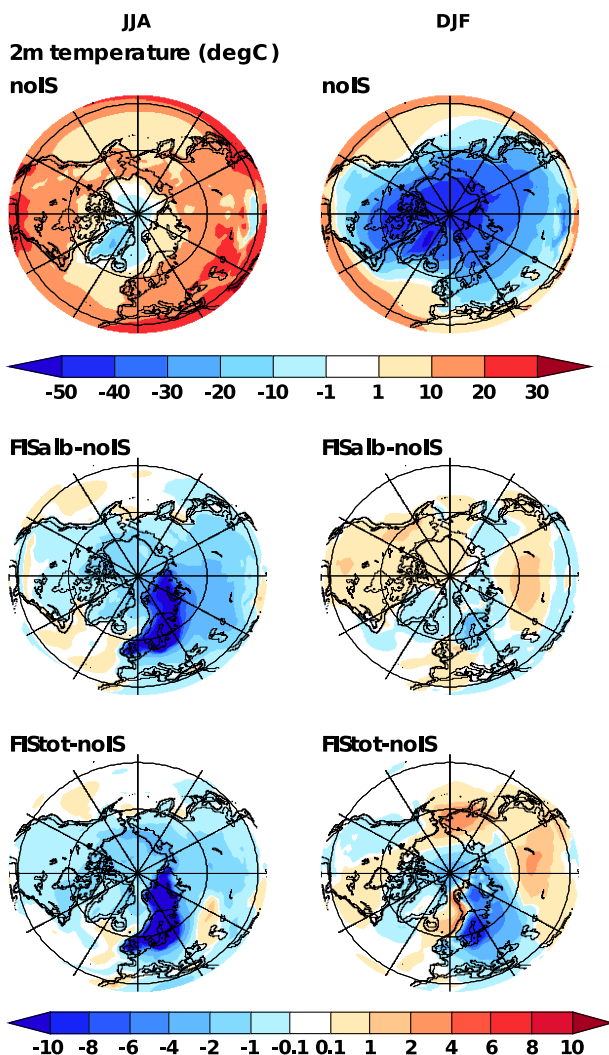 JJA DJF
2m temperature (degC)
noIS noIS
-50 -40 -30 -20 -10 -1 1 10 20 30
FISalb-noIS FISalb-noIS
FIStot-noIS FIStot-noIS
-10 -8 -6 -4 -2 -1 -0.1 0.1 1 2 4 6 8 10